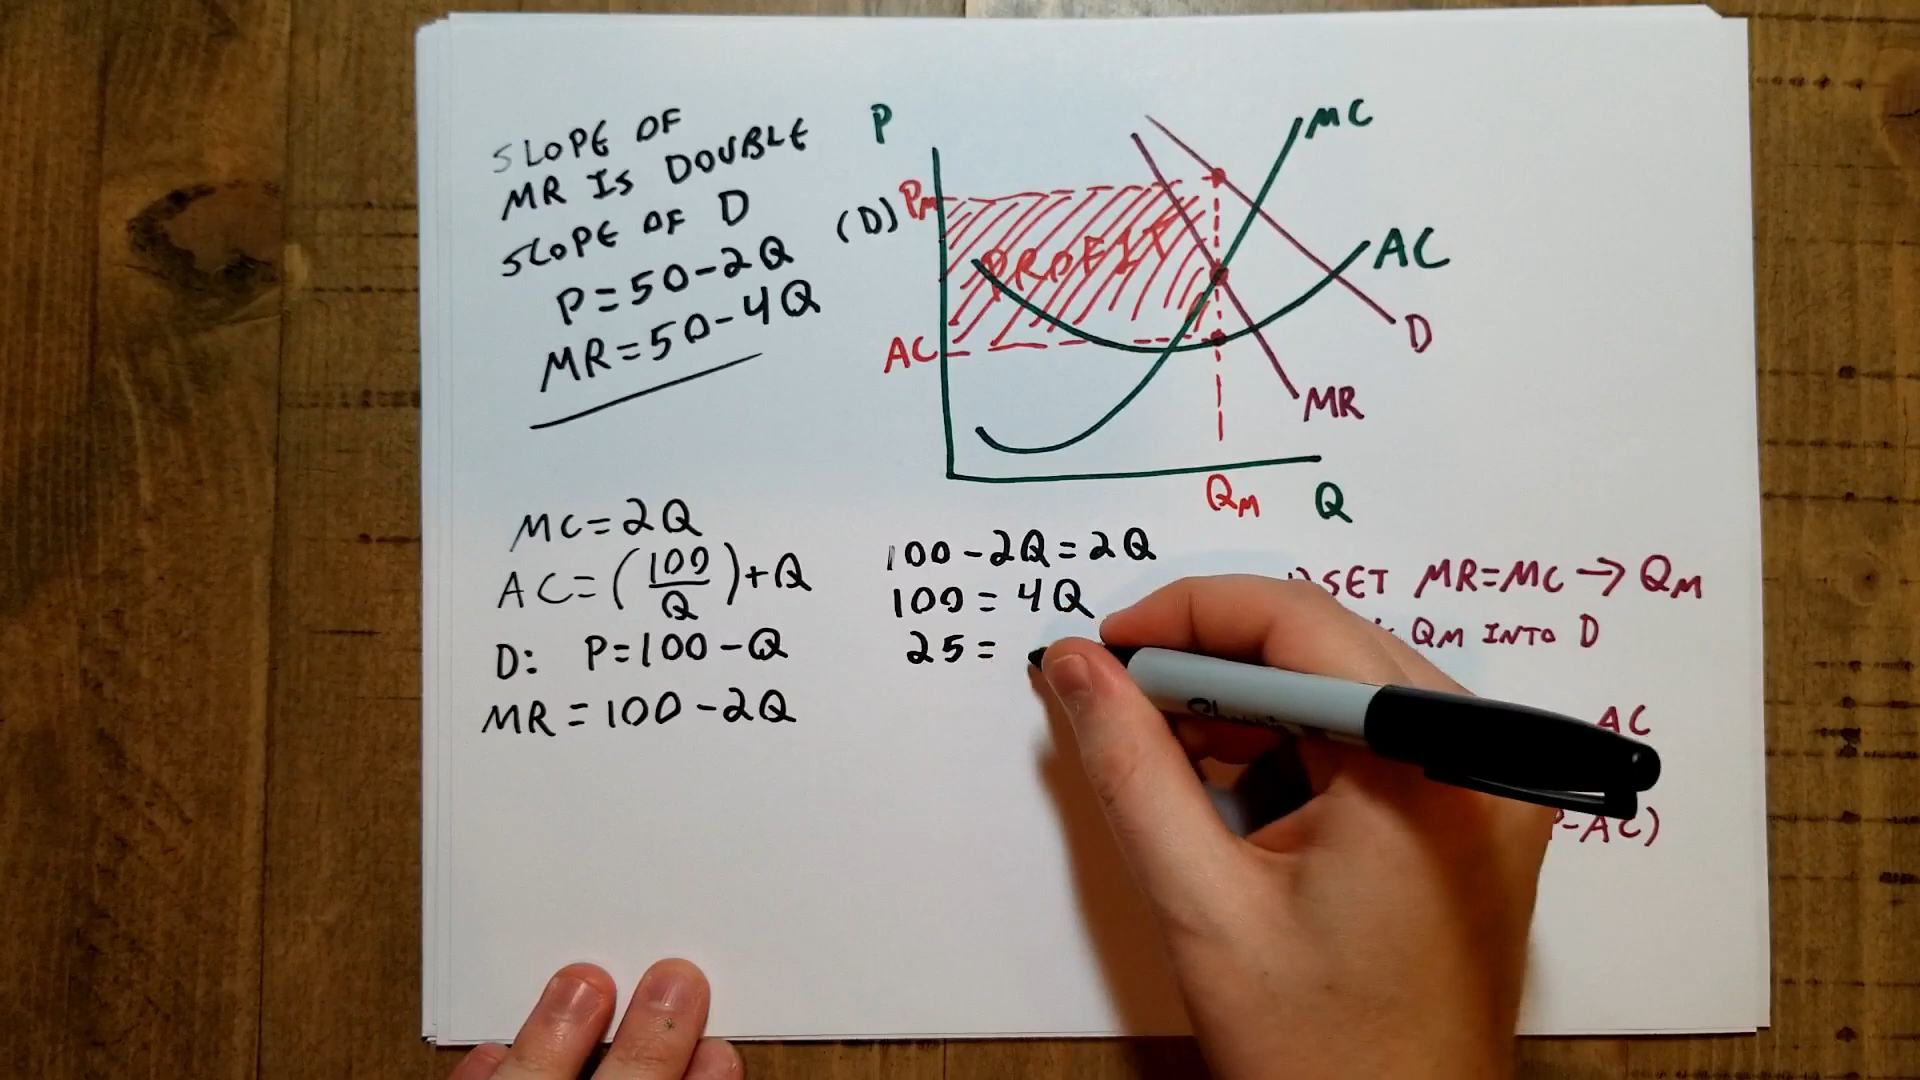 SLOPE OF
MR IS DOUBLE
SLOPE OF D
P=50-2Q
MR=50-4Q
P
MC
(D)
PM
PROFIT
AC
AC
D
MR
QM
Q
MC=2Q
AC=(100/Q)+Q
D: P=100-Q
MR=100-2Q
100-2Q=2Q
100=4Q
25=
SET MR=MC→QM
QM INTO D
AC
P-AC)